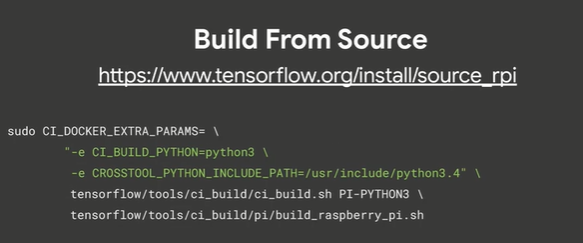 Build From Source
https://www.tensorflow.org/install/source_rpi
sudo CI_DOCKER_EXTRA_PARAMS= \
"-e CI_BUILD_PYTHON=python3 \
-e CROSSTOOL_PYTHON_INCLUDE_PATH=/usr/include/python3.4" \
tensorflow/tools/ci_build/ci_build.sh PI-PYTHON3 \
tensorflow/tools/ci_build/pi/build_raspberry_pi.sh